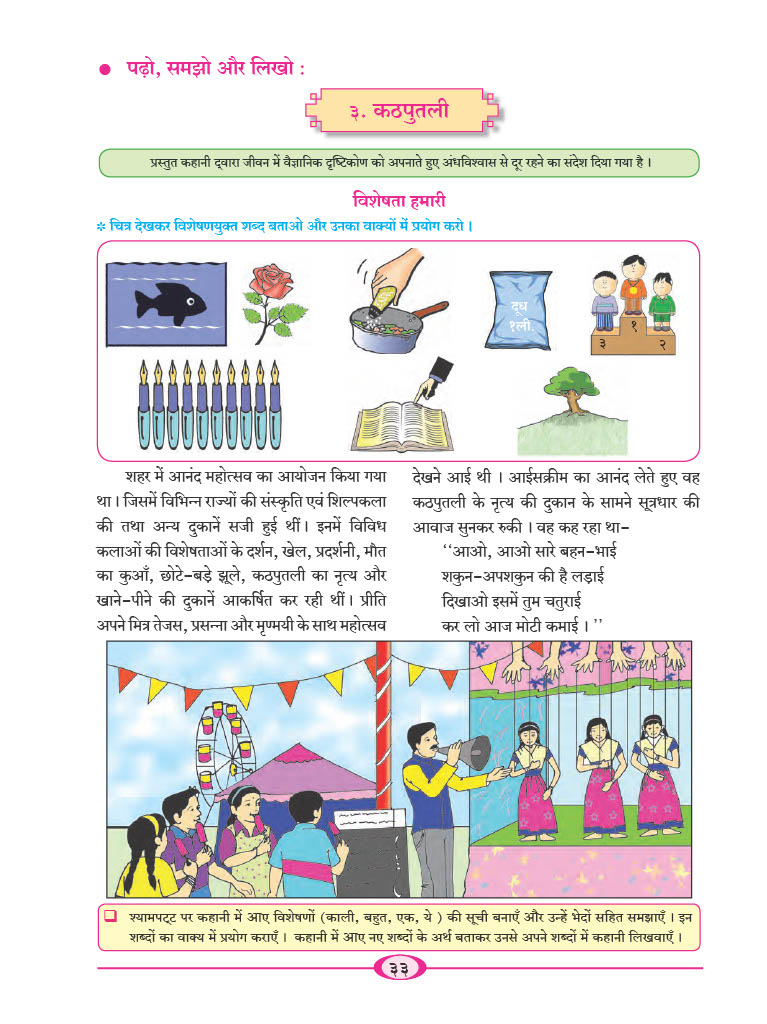 ● पढ़ो, समझो और लिखो :
३. कठपुतली
प्रस्तुत कहानी द्‌वारा जीवन में वैज्ञानिक दृष्टिकोण को अपनाते हुए अंधविश्वास से दूर रहने का संदेश दिया गया है ।
विशेषता हमारी
* चित्र देखकर विशेषणयुक्त शब्द बताओ और उनका वाक्यों में प्रयोग करो ।
दूध
१ली.
१
३
२
शहर में आनंद महोत्सव का आयोजन किया गया
था । जिसमें विभिन्न राज्यों की संस्कृति एवं शिल्पकला
की तथा अन्य दुकानें सजी हुई थीं । इनमें विविध
कलाओं की विशेषताओं के दर्शन, खेल, प्रदर्शनी, मौत
का कुआँ, छोटे-बड़े झूले, कठपुतली का नृत्य और
खाने-पीने की दुकानें आकर्षित कर रही थीं । प्रीति
अपने मित्र तेजस, प्रसन्ना और मृण्मयी के साथ महोत्सव
देखने आई थी । आईसक्रीम का आनंद लेते हुए वह
कठपुतली के नृत्य की दुकान के सामने सूत्रधार की
आवाज सुनकर रुकी । वह कह रहा था-
‘‘आओ, आओ सारे बहन-भाई
शकुन-अपशकुन की है लड़ाई
दिखाओ इसमें तुम चतुराई
कर लो आज मोटी कमाई । ’’
❑ श्यामपट्‌ट पर कहानी में आए विशेषणों (काली, बहुत, एक, ये ) की सूची बनाएँ और उन्हें भेदों सहित समझाएँ । इन
शब्दों का वाक्य में प्रयोग कराएँ । कहानी में आए नए शब्दों के अर्थ बताकर उनसे अपने शब्दों में कहानी लिखवाएँ ।
३३